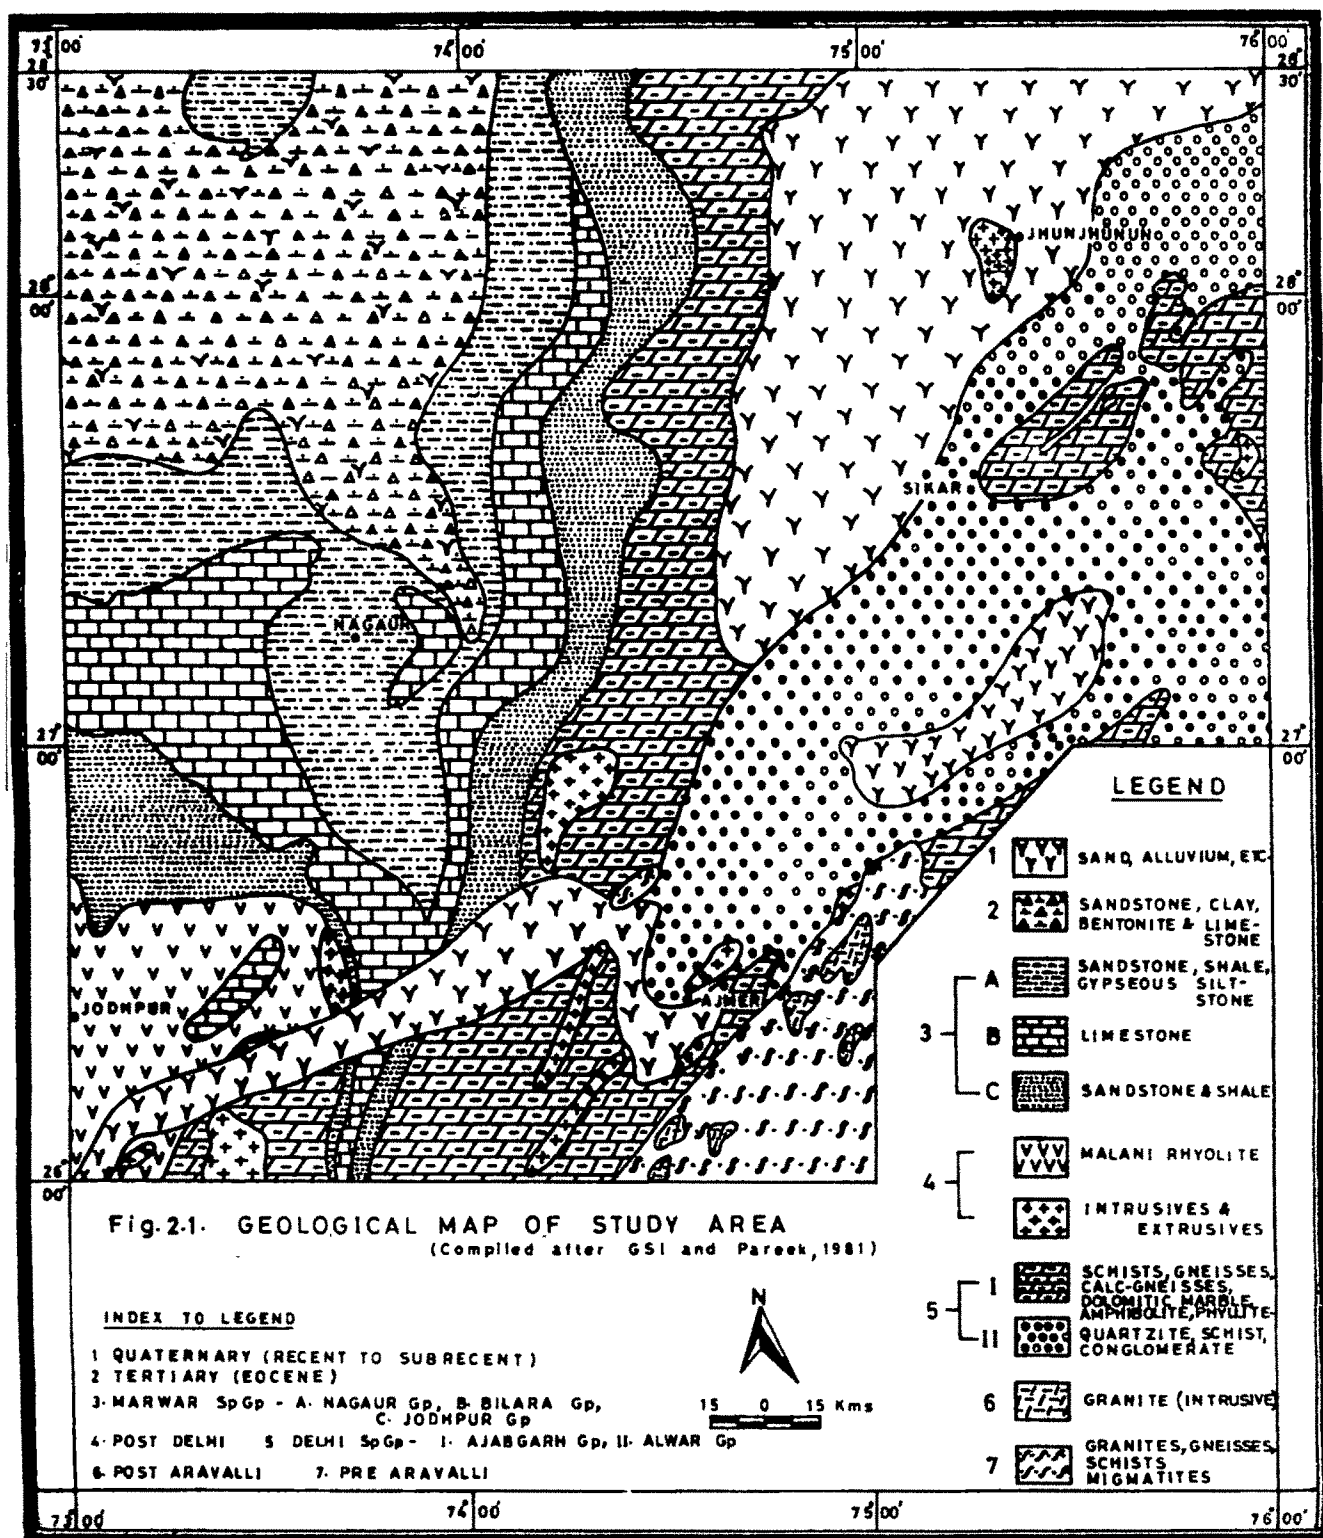 73°00' 74°00' 75°00' 76°00'
28°30' 28°30'
JHUNJHUNUN
28°00' 28°00'
SIKAR
NAGAUR
27°00' 27°00'
LEGEND
1 SAND, ALLUVIUM, ETC.
2 SANDSTONE, CLAY,
BENTONITE & LIME-
STONE
3
A SANDSTONE, SHALE,
GYPSEOUS SILT-
STONE
B LIMESTONE
C SANDSTONE & SHALE
4
MALANI RHYOLITE
INTRUSIVES &
EXTRUSIVES
5
I SCHISTS, GNEISSES,
CALC-GNEISSES,
DOLOMITIC MARBLE,
AMPHIBOLITE, PHYLLITE
II QUARTZITE, SCHIST,
CONGLOMERATE
6 GRANITE (INTRUSIVE)
7 GRANITES, GNEISSES,
SCHISTS
MIGMATITES
JODHPUR
AJMER
26°00'
Fig. 2.1. GEOLOGICAL MAP OF STUDY AREA
(Compiled after GSI and Pareek, 1981)
INDEX TO LEGEND
1 QUATERNARY (RECENT TO SUBRECENT)
2 TERTIARY (EOCENE)
3. MARWAR SpGp - A. NAGAUR Gp, B. BILARA Gp,
C. JODHPUR Gp
4. POST DELHI 5 DELHI SpGp - I. AJABGARH Gp, II. ALWAR Gp
6. POST ARAVALLI 7. PRE ARAVALLI
N
15 0 15 Kms
73°00' 74°00' 75°00' 76°00'